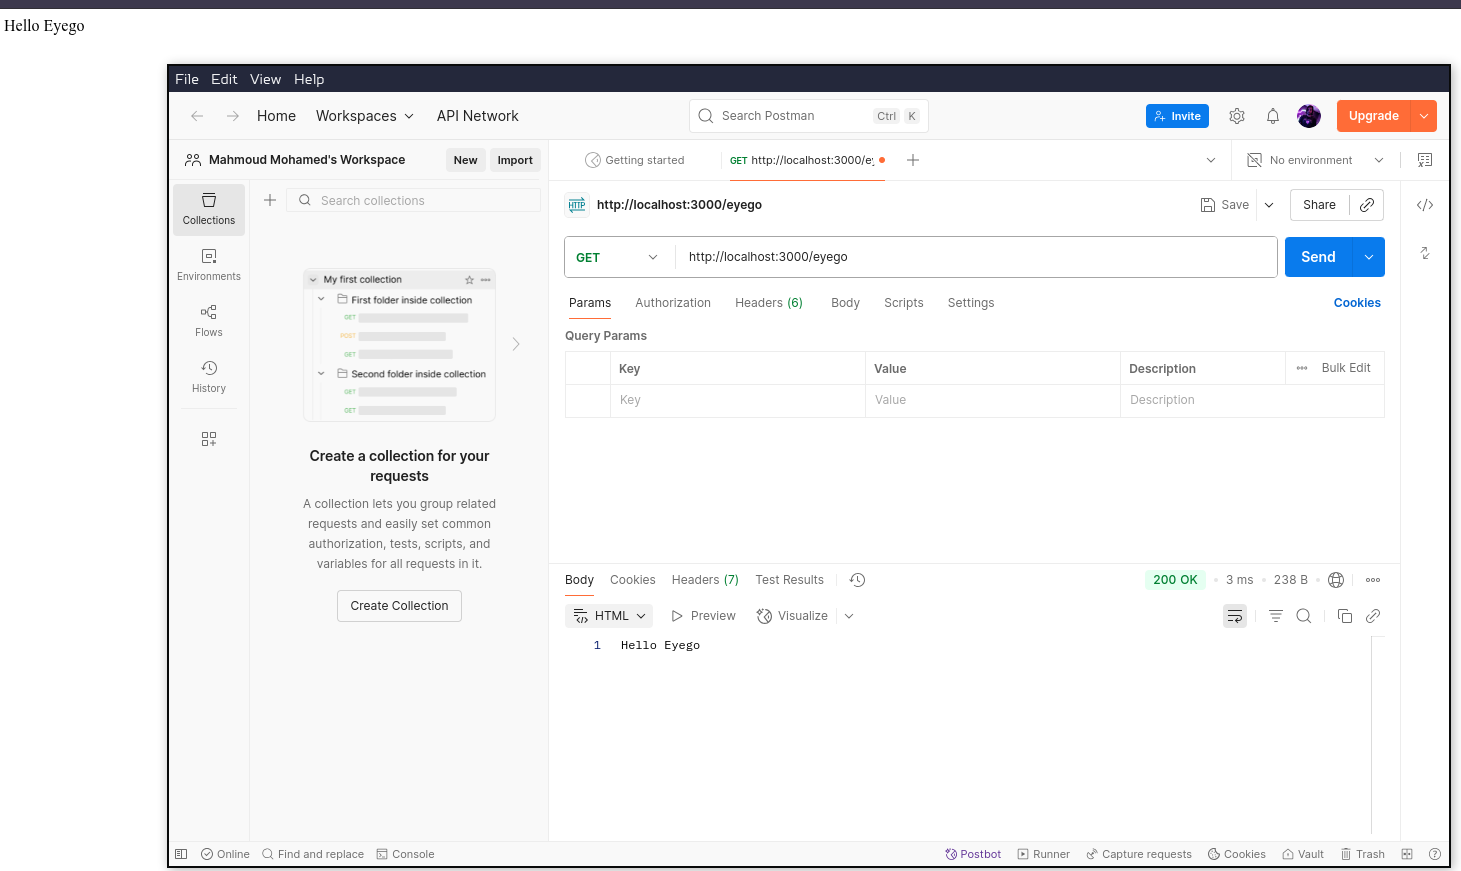 Hello Eyego
File Edit View Help
Home Workspaces API Network
Search Postman Ctrl K
Invite
Upgrade
Mahmoud Mohamed's Workspace
New Import
Getting started
GET http://localhost:3000/ey
No environment
Collections
Environments
Flows
History
Search collections
My first collection
First folder inside collection
GET
POST
GET
Second folder inside collection
GET
GET
Create a collection for your
requests
A collection lets you group related
requests and easily set common
authorization, tests, scripts, and
variables for all requests in it.
Create Collection
HTTP http://localhost:3000/eyego
Save Share
GET http://localhost:3000/eyego
Send
Params Authorization Headers (6) Body Scripts Settings Cookies
Query Params
Key Value Description Bulk Edit
Key Value Description
Body Cookies Headers (7) Test Results
200 OK 3 ms 238 B
HTML Preview Visualize
1 Hello Eyego
Online Find and replace Console
Postbot Runner Capture requests Cookies Vault Trash